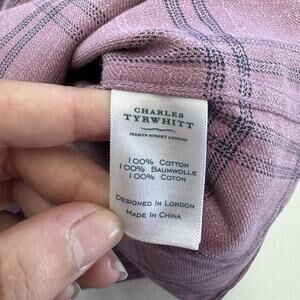 CHARLES
TYRWHITT
JERMYN STREET LONDON
100% COTTON
100% BAUMWOLLE
100% COTON
DESIGNED IN LONDON
MADE IN CHINA